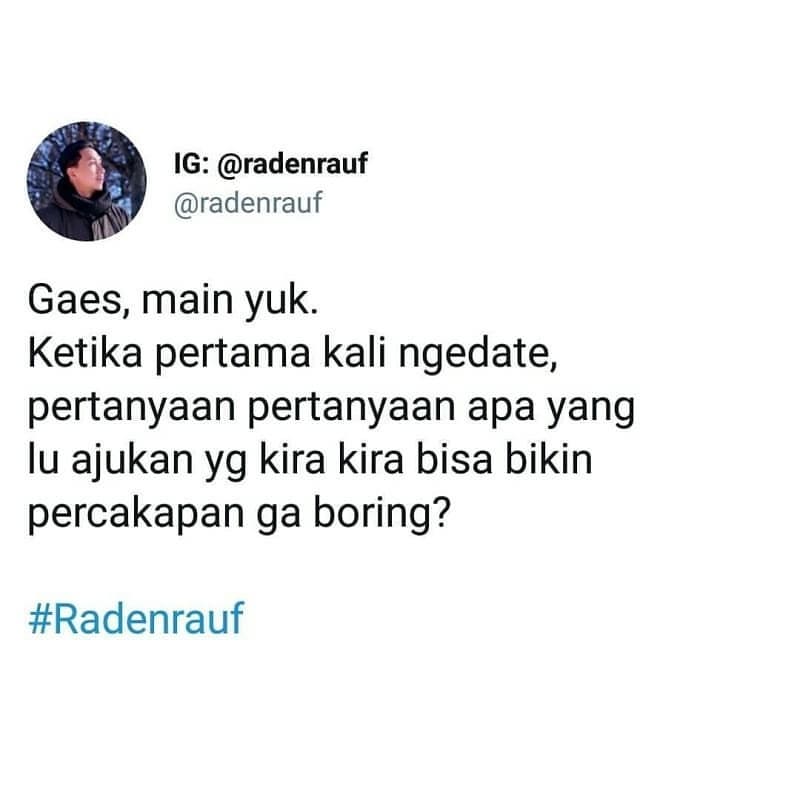 IG: @radenrauf
@radenrauf
Gaes, main yuk.
Ketika pertama kali ngedate,
pertanyaan pertanyaan apa yang
lu ajukan yg kira kira bisa bikin
percakapan ga boring?
#Radenrauf